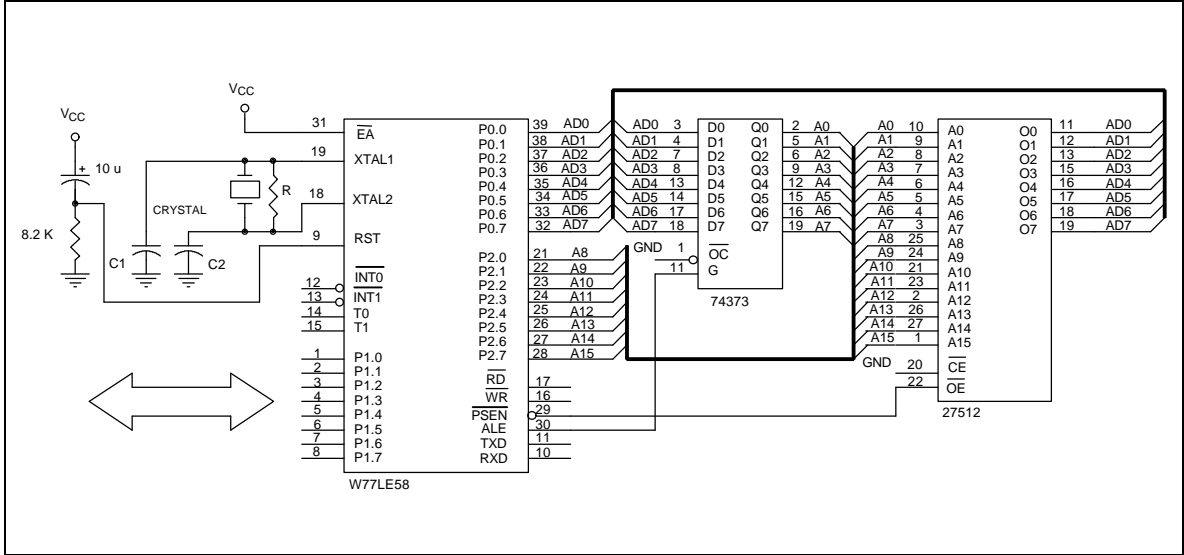 VCC
10 u
8.2 K
VCC
CRYSTAL
R
C1
C2
31 EA
19 XTAL1
18 XTAL2
9 RST
12 INT0
13 INT1
14 T0
15 T1
1 P1.0
2 P1.1
3 P1.2
4 P1.3
5 P1.4
6 P1.5
7 P1.6
8 P1.7
P0.0 39 AD0
P0.1 38 AD1
P0.2 37 AD2
P0.3 36 AD3
P0.4 35 AD4
P0.5 34 AD5
P0.6 33 AD6
P0.7 32 AD7
P2.0 21 A8
P2.1 22 A9
P2.2 23 A10
P2.3 24 A11
P2.4 25 A12
P2.5 26 A13
P2.6 27 A14
P2.7 28 A15
RD 17
WR 16
PSEN 29
ALE 30
TXD 11
RXD 10
W77LE58
AD0 3 D0 Q0 2 A0
AD1 4 D1 Q1 5 A1
AD2 7 D2 Q2 6 A2
AD3 8 D3 Q3 9 A3
AD4 13 D4 Q4 12 A4
AD5 14 D5 Q5 15 A5
AD6 17 D6 Q6 16 A6
AD7 18 D7 Q7 19 A7
GND 1 OC
11 G
74373
A0 10 A0 O0 11 AD0
A1 9 A1 O1 12 AD1
A2 8 A2 O2 13 AD2
A3 7 A3 O3 15 AD3
A4 6 A4 O4 16 AD4
A5 5 A5 O5 17 AD5
A6 4 A6 O6 18 AD6
A7 3 A7 O7 19 AD7
A8 25 A8
A9 24 A9
A10 21 A10
A11 23 A11
A12 2 A12
A13 26 A13
A14 27 A14
A15 1 A15
GND 20 CE
22 OE
27512